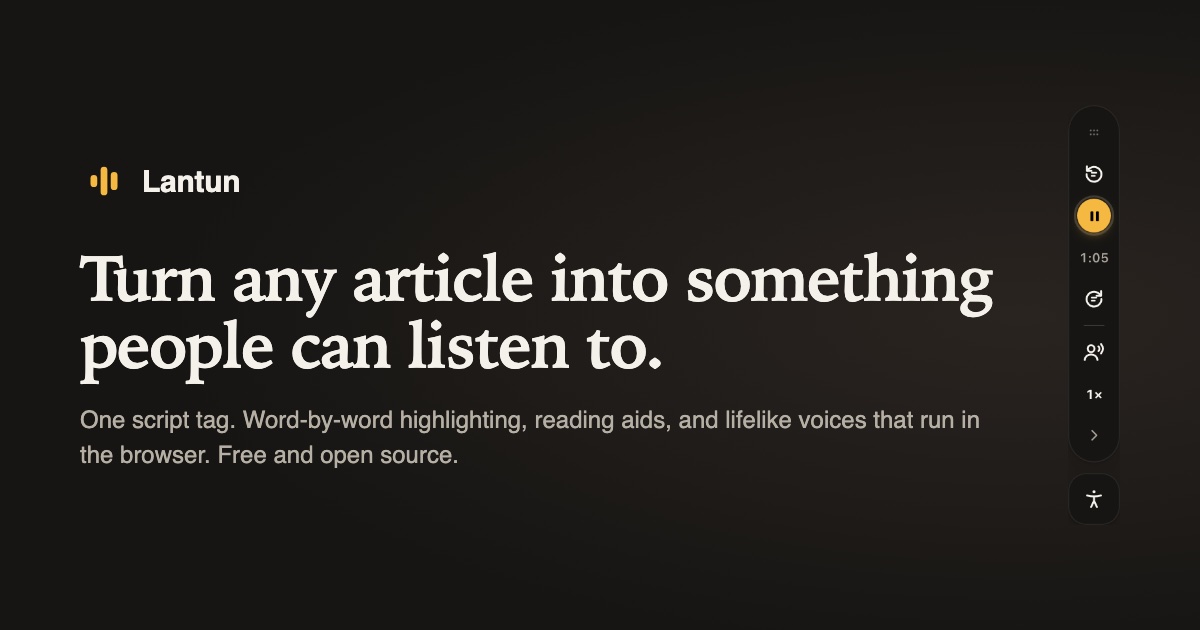 Lantun
Turn any article into something
people can listen to.
One script tag. Word-by-word highlighting, reading aids, and lifelike voices that run in
the browser. Free and open source.
1:05
1×